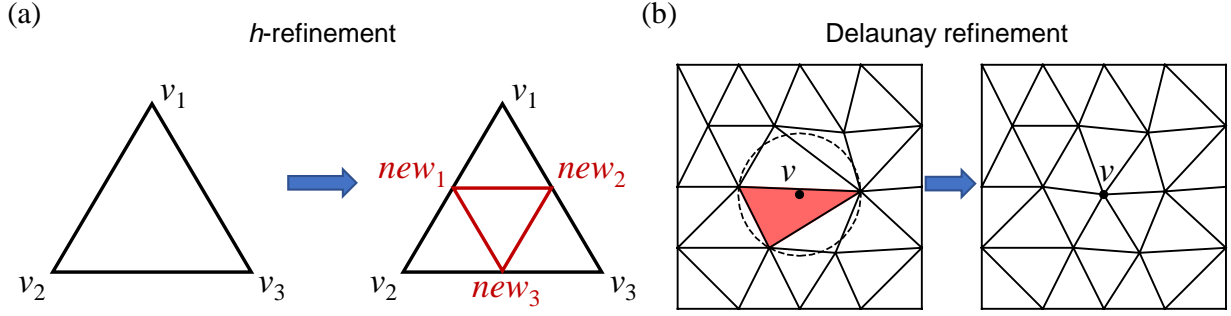 (a)
h-refinement
v1
v2
v3
v1
new1
new2
v2
new3
v3
(b)
Delaunay refinement
v
v